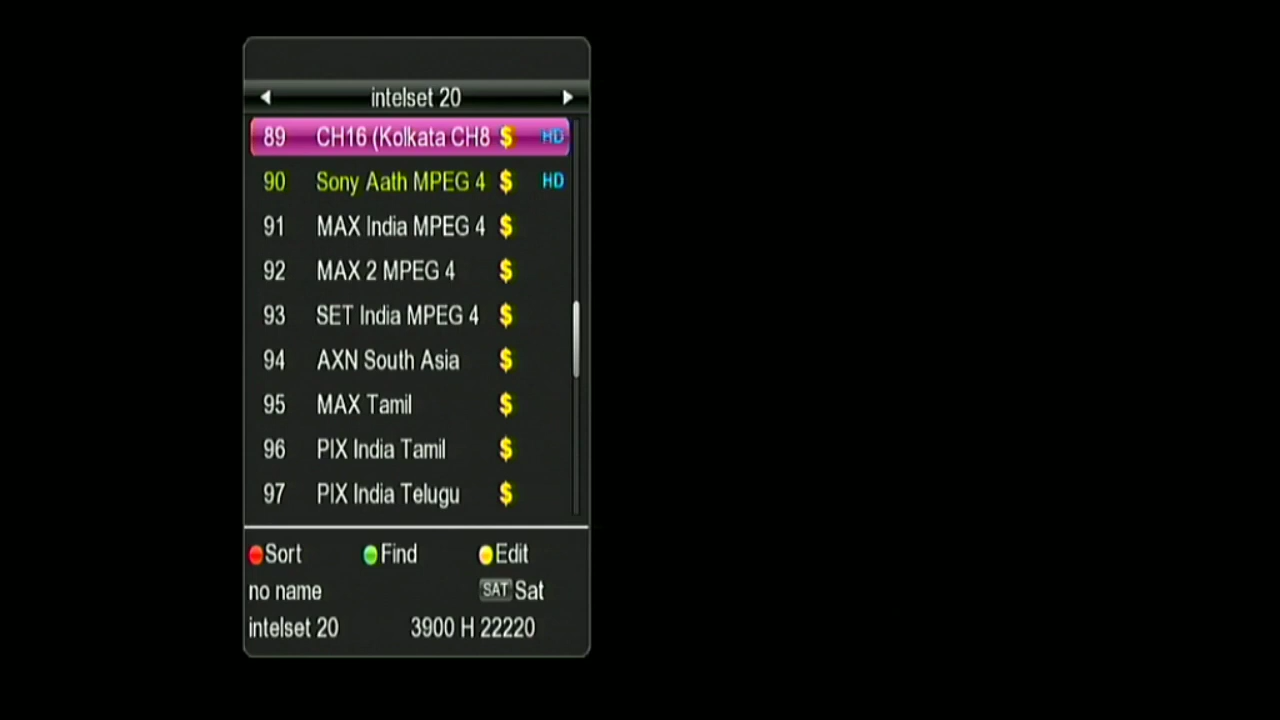 intelset 20
89 CH16 (Kolkata CH8 $ HD
90 Sony Aath MPEG 4 $ HD
91 MAX India MPEG 4 $
92 MAX 2 MPEG 4 $
93 SET India MPEG 4 $
94 AXN South Asia $
95 MAX Tamil $
96 PIX India Tamil $
97 PIX India Telugu $
Sort Find Edit
no name SAT Sat
intelset 20 3900 H 22220